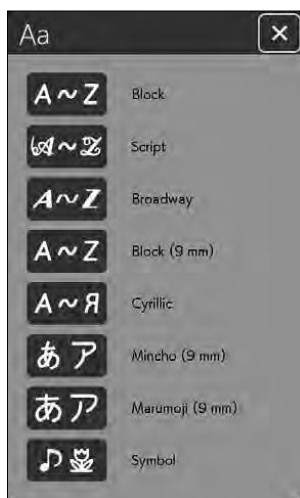 Aa
A～Z Block
A～Z Script
A～Z Broadway
A～Z Block (9 mm)
A～Я Cyrillic
あ ア Mincho (9 mm)
あ ア Marumoji (9 mm)
Symbol